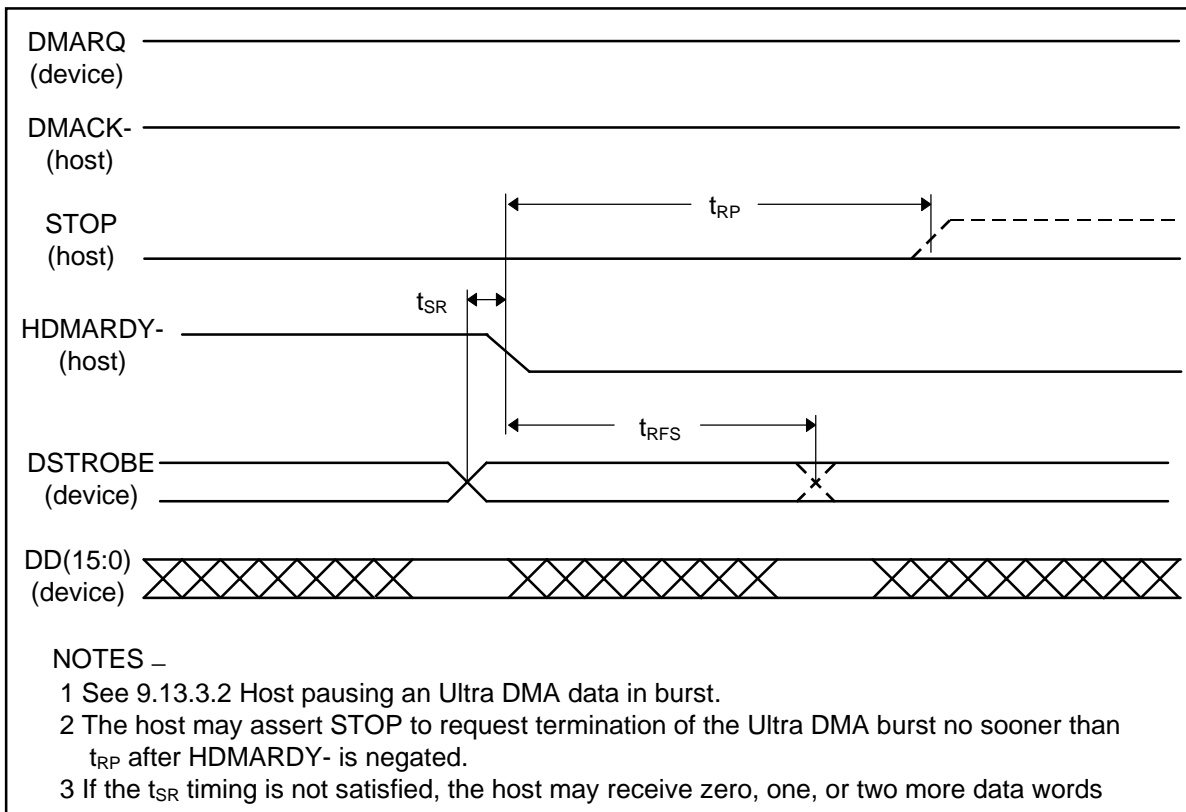 DMARQ
(device)
DMACK-
(host)
STOP
(host)
tRP
tSR
HDMARDY-
(host)
tRFS
DSTROBE
(device)
DD(15:0)
(device)
NOTES –
1 See 9.13.3.2 Host pausing an Ultra DMA data in burst.
2 The host may assert STOP to request termination of the Ultra DMA burst no sooner than
tRP after HDMARDY- is negated.
3 If the tSR timing is not satisfied, the host may receive zero, one, or two more data words